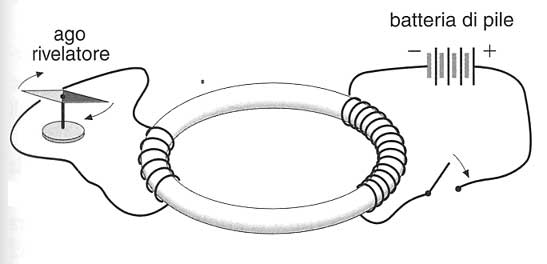 ago
rivelatore
batteria di pile
− +